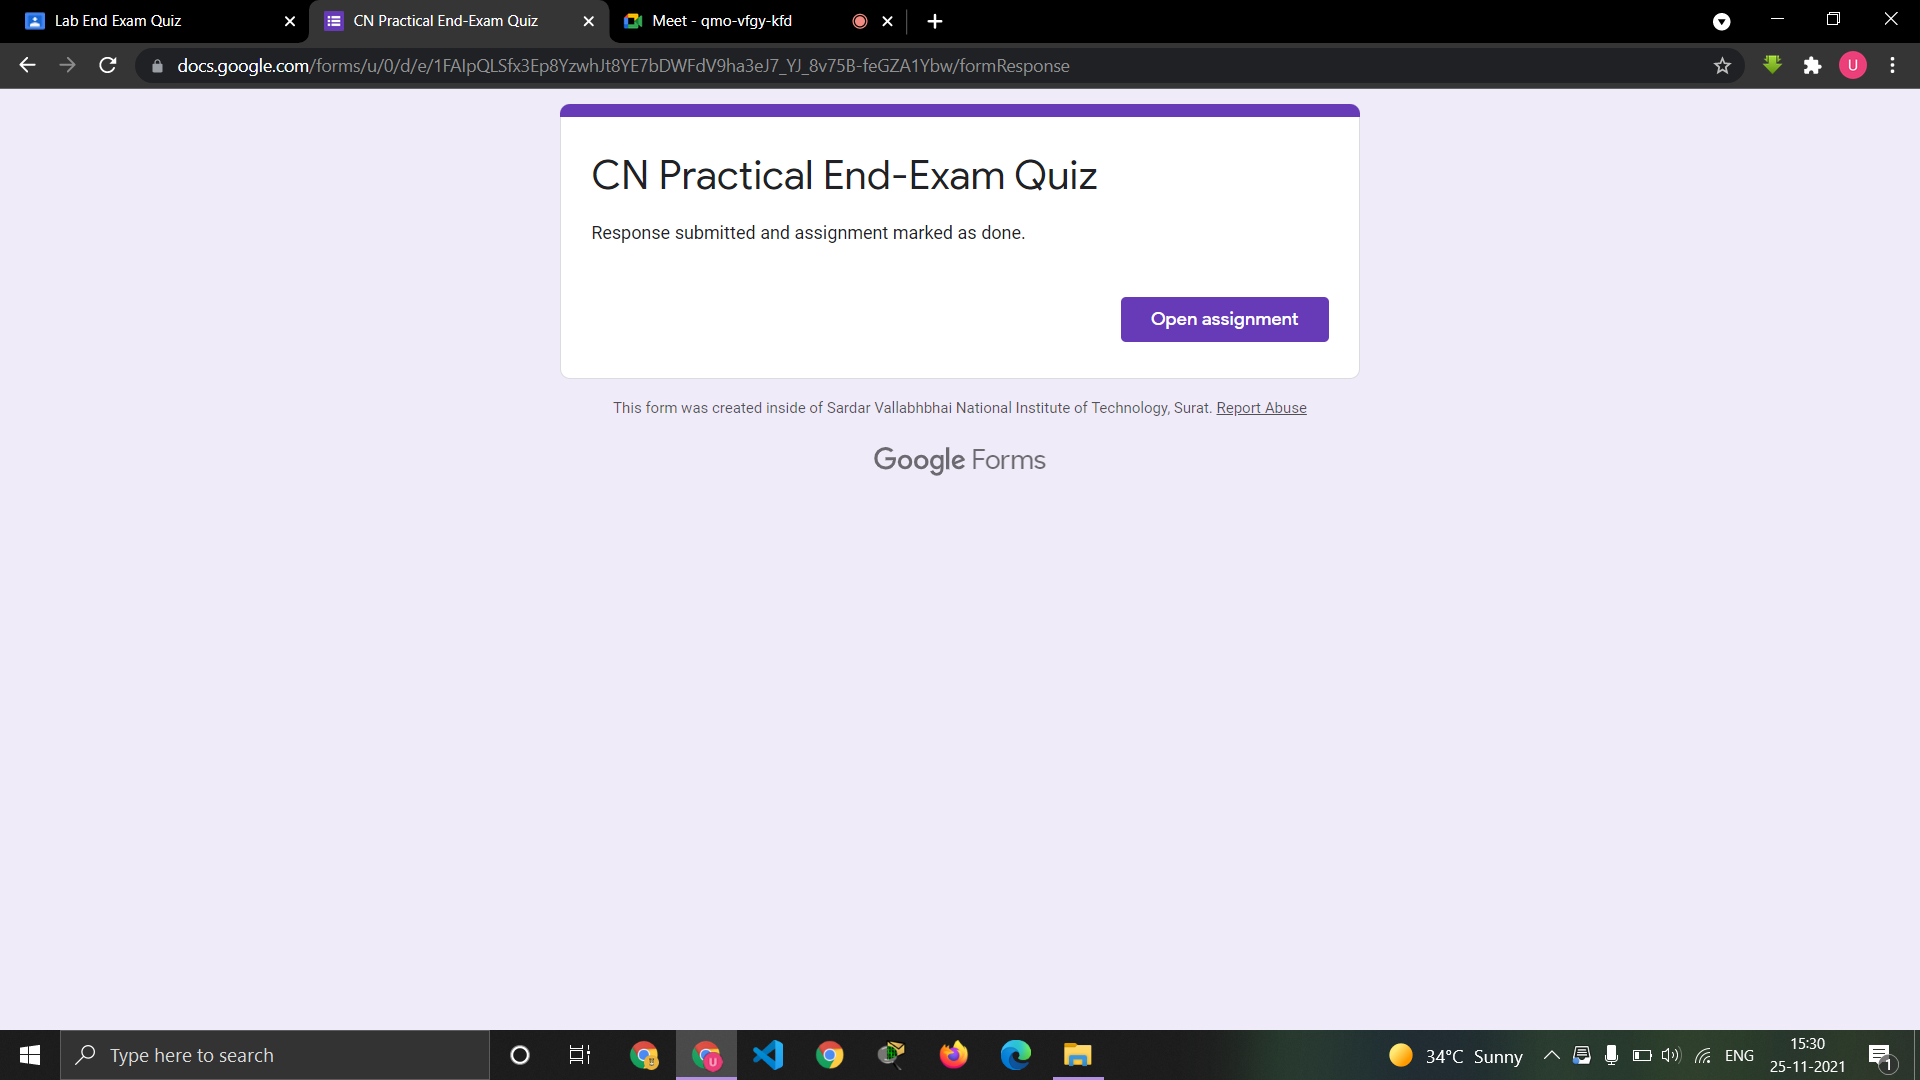 Lab End Exam Quiz
CN Practical End-Exam Quiz
Meet - qmo-vfgy-kfd
docs.google.com/forms/u/0/d/e/1FAIpQLSfx3Ep8YzwhJt8YE7bDWFdV9ha3eJ7_YJ_8v75B-feGZA1Ybw/formResponse
U
CN Practical End-Exam Quiz
Response submitted and assignment marked as done.
Open assignment
This form was created inside of Sardar Vallabhbhai National Institute of Technology, Surat. Report Abuse
Google Forms
Type here to search
U
34°C Sunny
ENG
15:30
25-11-2021
1